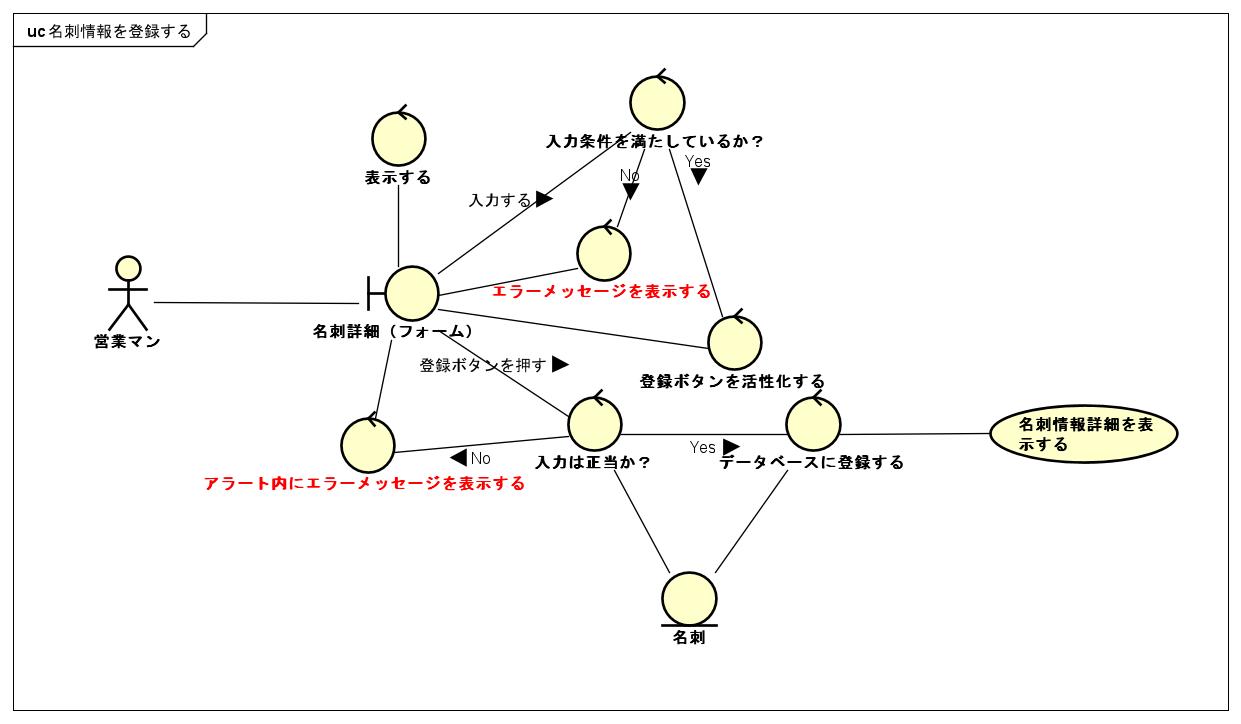 uc 名刺情報を登録する
入力条件を満たしているか？
表示する
Yes
No
入力する
エラーメッセージを表示する
名刺詳細（フォーム）
営業マン
登録ボタンを押す
登録ボタンを活性化する
名刺情報詳細を表
示する
Yes
No
入力は正当か？
データベースに登録する
アラート内にエラーメッセージを表示する
名刺